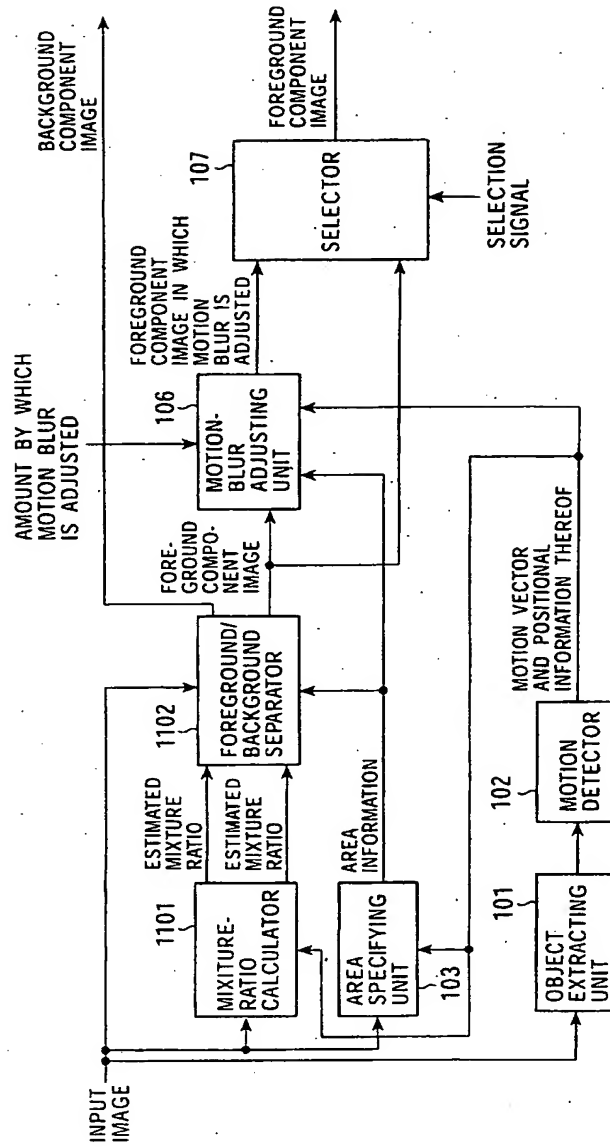 INPUT
IMAGE
1101
MIXITURE-
RATIO
CALCULATOR
ESTIMATED
MIXTURE
RATIO
ESTIMATED
MIXTURE
RATIO
1102
FOREGROUND/
BACKGROUND
SEPARATOR
FORE-
GROUND
COMPO-
NENT
IMAGE
AMOUNT BY WHICH
MOTION BLUR
IS ADJUSTED
106
MOTION-
BLUR
ADJUSTING
UNIT
FOREGROUND
COMPONENT
IMAGE IN WHICH
MOTION
BLUR IS
ADJUSTED
BACKGROUND
COMPONENT
IMAGE
107
SELECTOR
FOREGROUND
COMPONENT
IMAGE
SELECTION
SIGNAL
AREA
SPECIFYING
UNIT
103
AREA
INFORMATION
101
OBJECT
EXTRACTING
UNIT
102
MOTION
DETECTOR
MOTION VECTOR
AND POSITIONAL
INFORMATION THEREOF